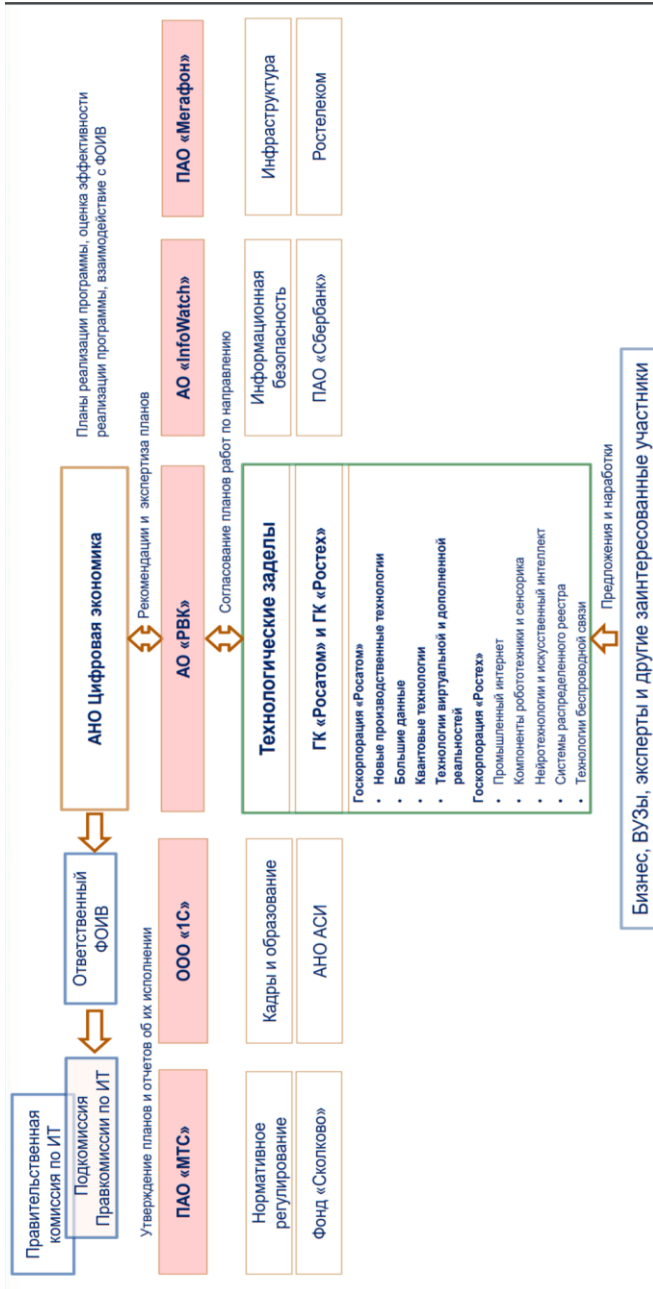 Правительственная
комиссия по ИТ
Подкомиссия
Правкомиссии по ИТ
Ответственный
ФОИВ
АНО Цифровая экономика
Планы реализации программы, оценка эффективности
реализации программы, взаимодействие с ФОИВ
Утверждение планов и отчетов об их исполнении
Рекомендации и экспертиза планов
ПАО «МТС»
ООО «1С»
АО «РВК»
АО «InfoWatch»
ПАО «Мегафон»
Согласование планов работ по направлению
Нормативное
регулирование
Фонд «Сколково»
Кадры и образование
АНО АСИ
Технологические заделы
ГК «Росатом» и ГК «Ростех»
Госкорпорация «Росатом»
• Новые производственные технологии
• Большие данные
• Квантовые технологии
• Технологии виртуальной и дополненной
реальностей
Госкорпорация «Ростех»
• Промышленный интернет
• Компоненты робототехники и сенсорика
• Нейротехнологии и искусственный интеллект
• Системы распределенного реестра
• Технологии беспроводной связи
Информационная
безопасность
ПАО «Сбербанк»
Инфраструктура
Ростелеком
Предложения и наработки
Бизнес, ВУЗы, эксперты и другие заинтересованные участники